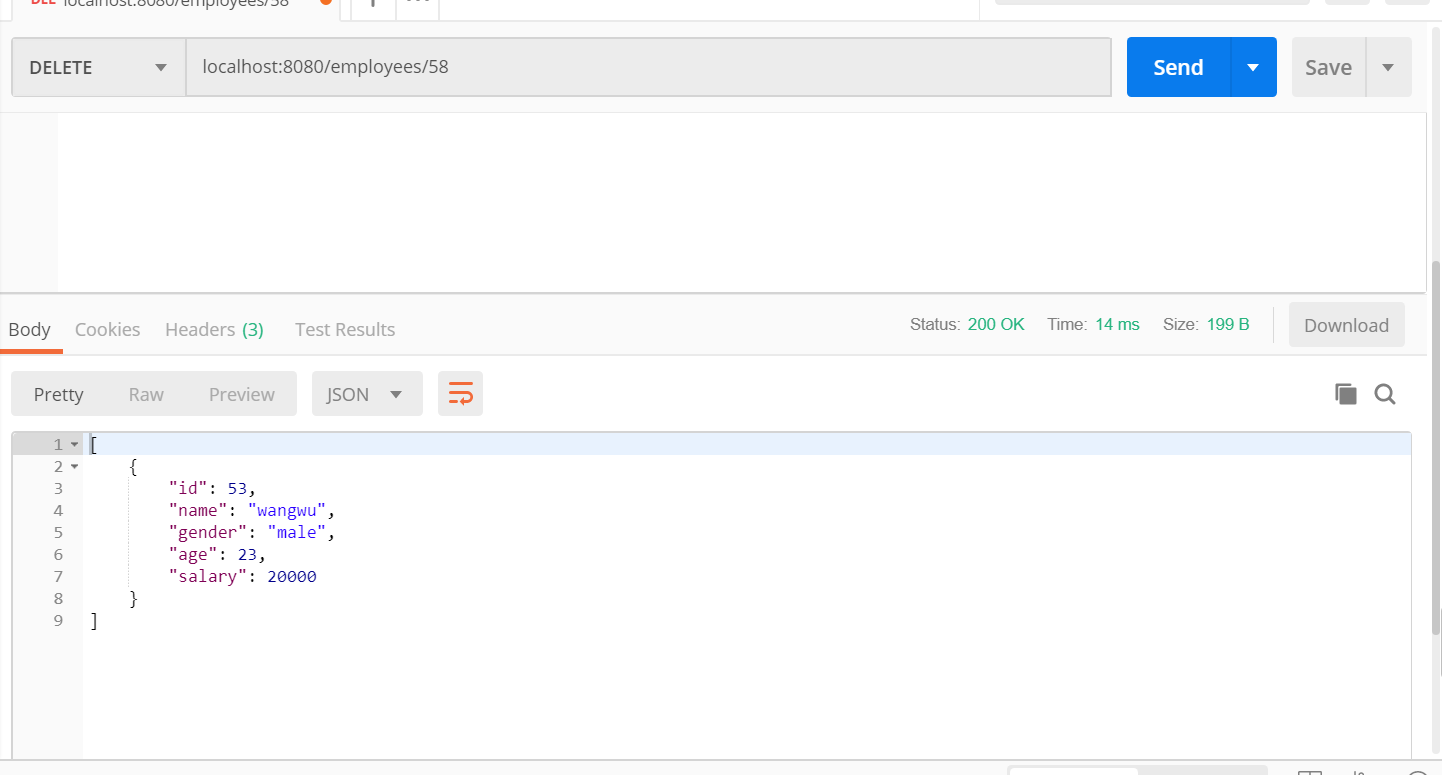 DEL localhost:8080/employees/58
DELETE localhost:8080/employees/58 Send Save
Body Cookies Headers (3) Test Results Status: 200 OK Time: 14 ms Size: 199 B Download
Pretty Raw Preview JSON
1 [
2 {
3 "id": 53,
4 "name": "wangwu",
5 "gender": "male",
6 "age": 23,
7 "salary": 20000
8 }
9 ]